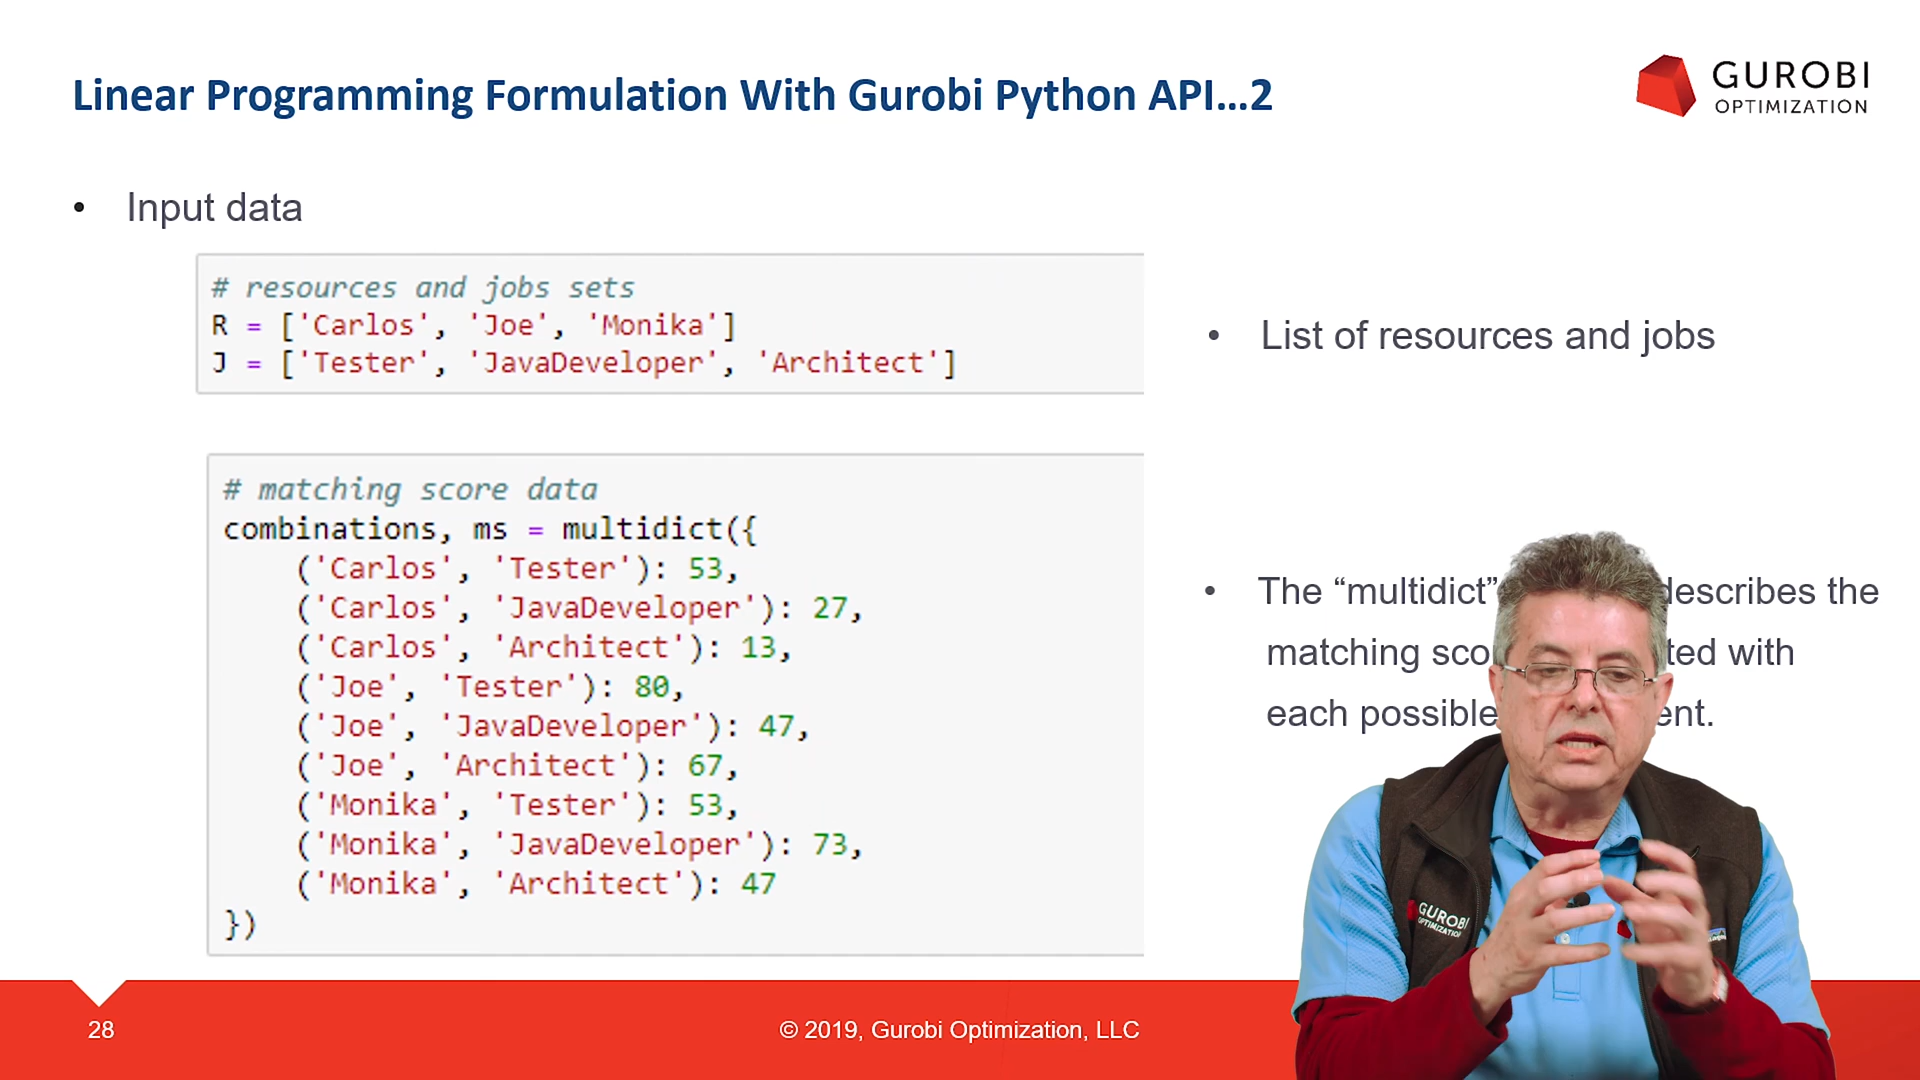 Linear Programming Formulation With Gurobi Python API...2
GUROBI
OPTIMIZATION
• Input data
# resources and jobs sets
R = ['Carlos', 'Joe', 'Monika']
J = ['Tester', 'JavaDeveloper', 'Architect']
• List of resources and jobs
# matching score data
combinations, ms = multidict({
('Carlos', 'Tester'): 53,
('Carlos', 'JavaDeveloper'): 27,
('Carlos', 'Architect'): 13,
('Joe', 'Tester'): 80,
('Joe', 'JavaDeveloper'): 47,
('Joe', 'Architect'): 67,
('Monika', 'Tester'): 53,
('Monika', 'JavaDeveloper'): 73,
('Monika', 'Architect'): 47
})
• The “multidict” describes the
matching with
each possible
GUROBI
OPTIMIZATION
28
© 2019, Gurobi Optimization, LLC